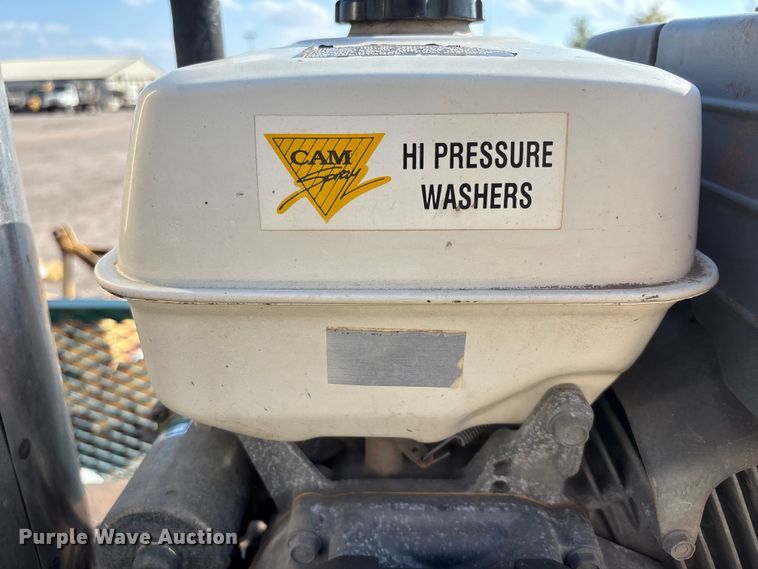 CAM
Spray
HI PRESSURE
WASHERS
Purple Wave Auction